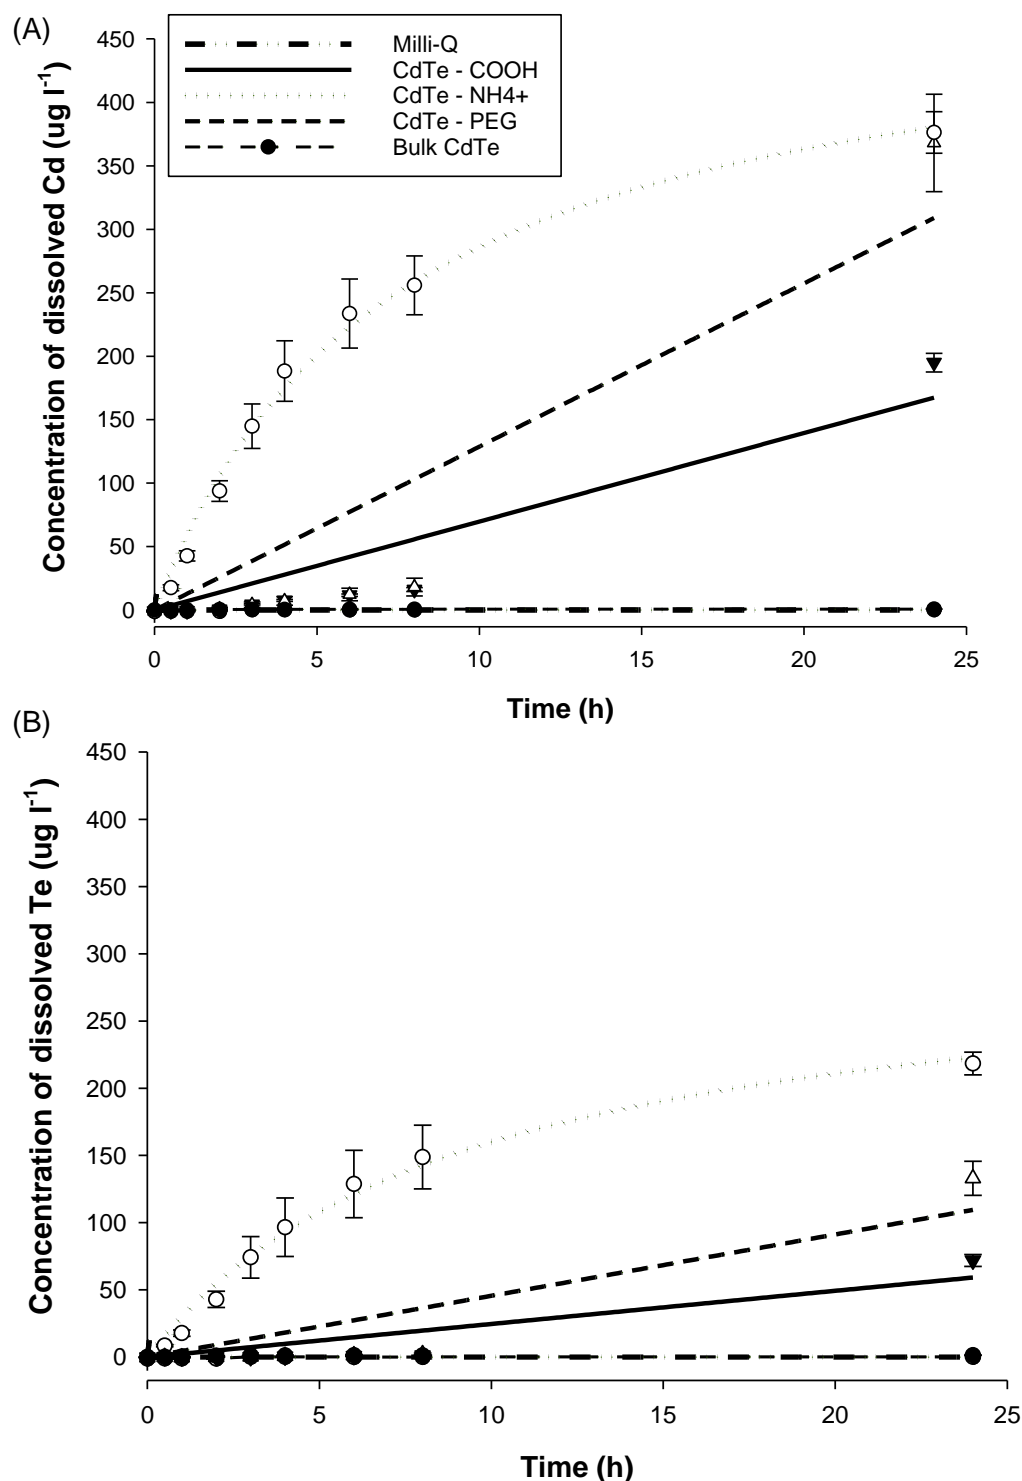 (A)
Milli-Q
CdTe - COOH
CdTe - NH4+
CdTe - PEG
Bulk CdTe
Concentration of dissolved Cd (ug l-1)
450
400
350
300
250
200
150
100
50
0
0 5 10 15 20 25
Time (h)
(B)
Concentration of dissolved Te (ug l-1)
450
400
350
300
250
200
150
100
50
0
0 5 10 15 20 25
Time (h)